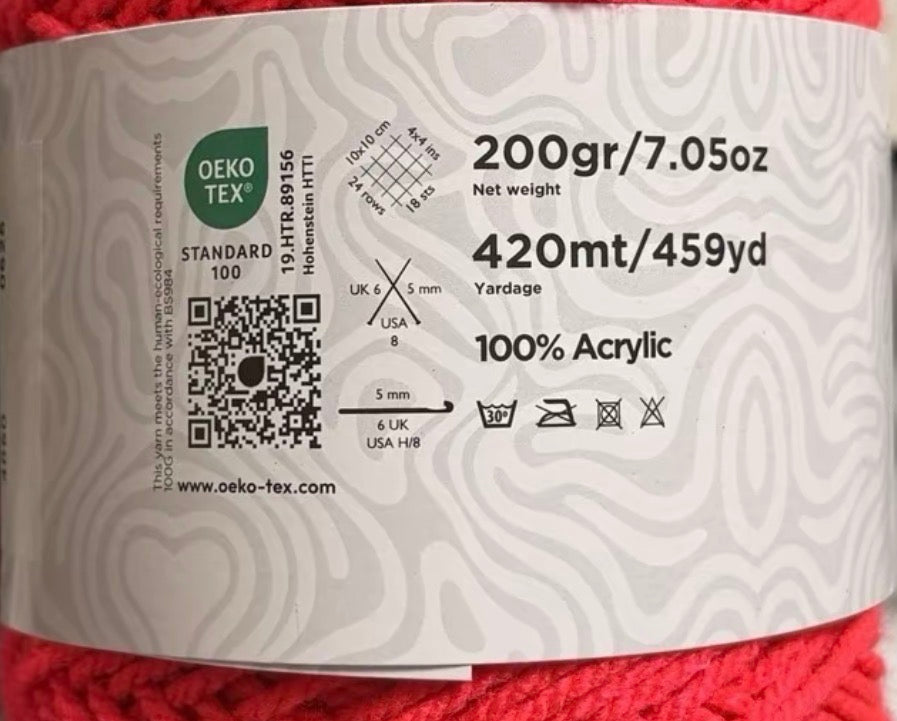 This yarn meets the human-ecological requirements
100G in accordance with BS984
OEKO
TEX®
STANDARD
100
19.HTR.89156
Hohenstein HTTI
www.oeko-tex.com
10x10 cm
4x4 ins
24 rows
18 sts
UK 6
5 mm
USA
8
5 mm
6 UK
USA H/8
200gr/7.05oz
Net weight
420mt/459yd
Yardage
100% Acrylic
30°